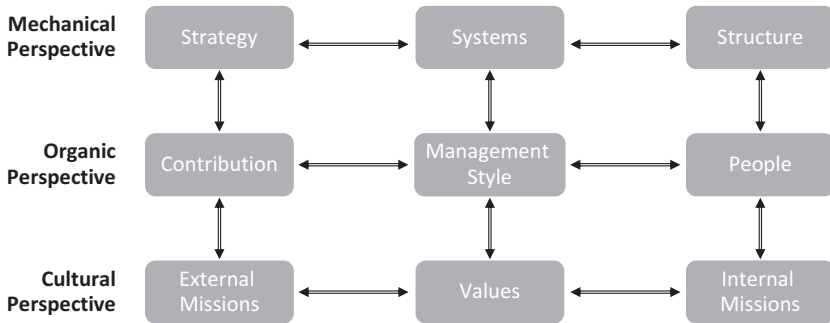 Mechanical
Perspective
Strategy
Systems
Structure
Organic
Perspective
Contribution
Management
Style
People
Cultural
Perspective
External
Missions
Values
Internal
Missions